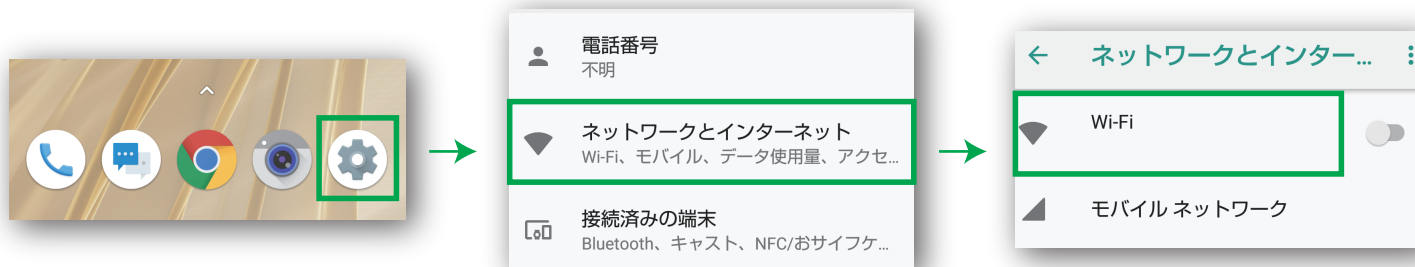 電話番号
不明
ネットワークとインターネット
Wi-Fi、モバイル、データ使用量、アクセ...
接続済みの端末
Bluetooth、キャスト、NFC/おサイフケ...
ネットワークとインター...
Wi-Fi
モバイル ネットワーク